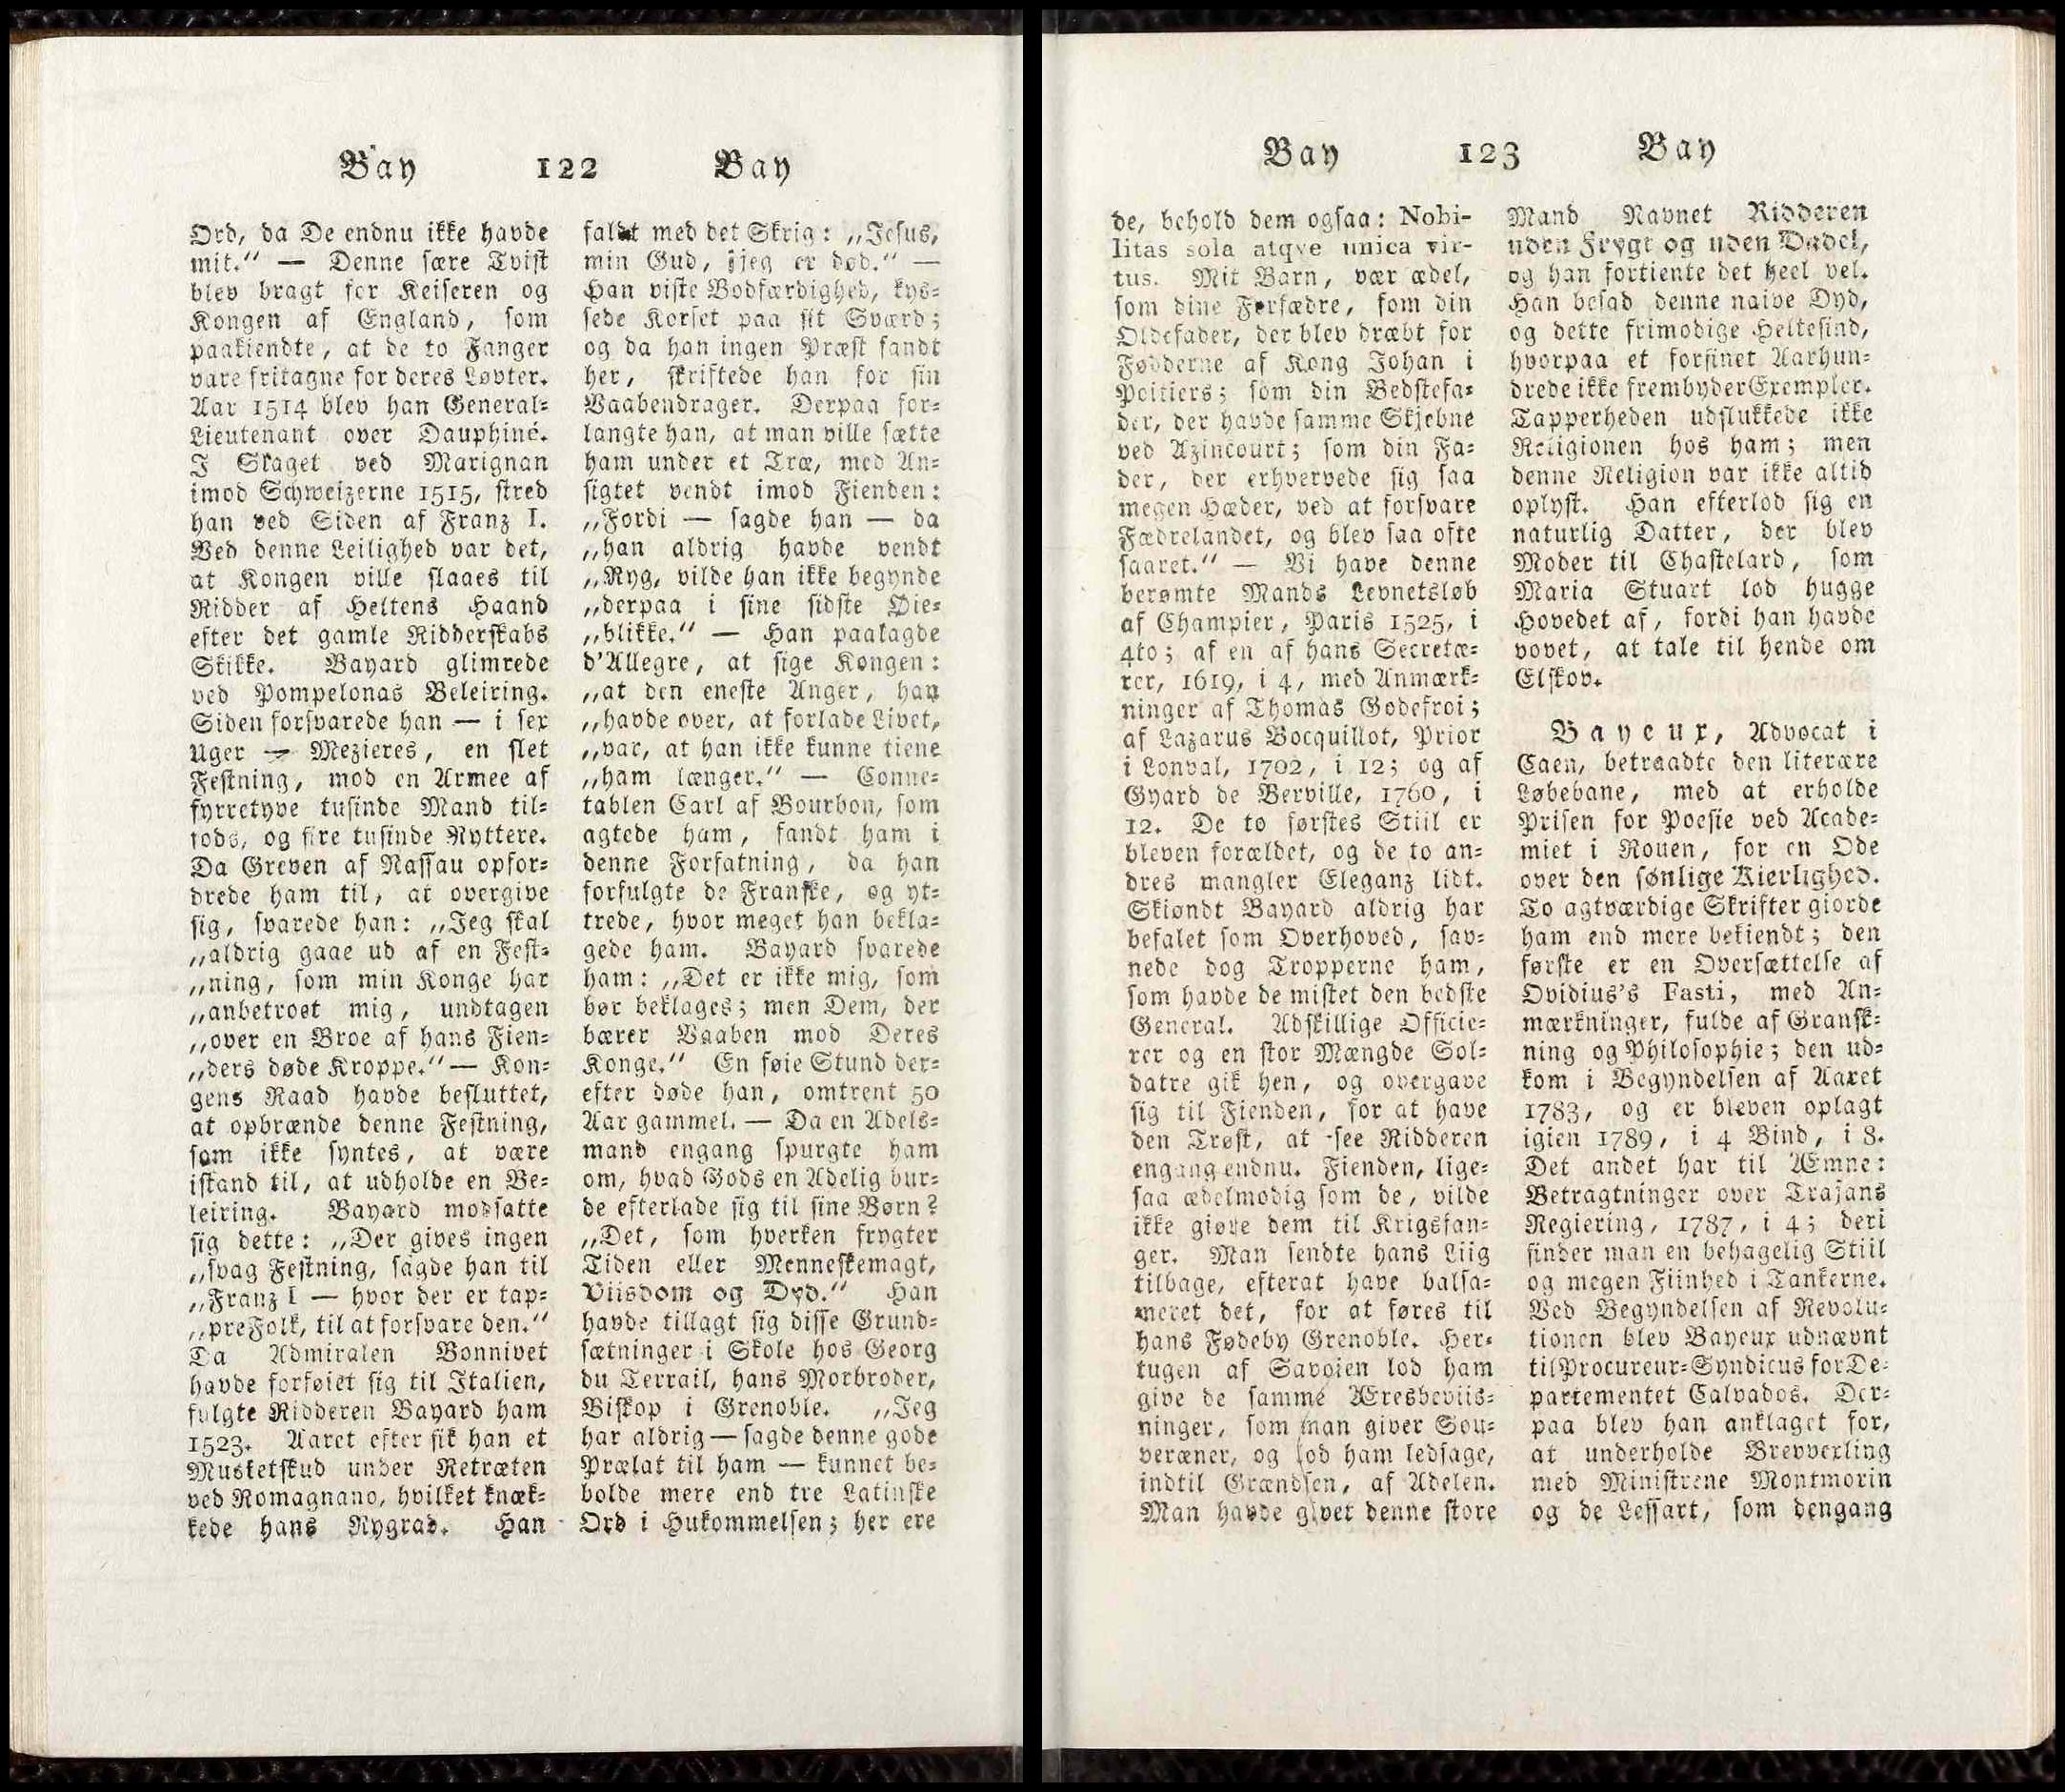 Bay 122 Bay
Ord, da De endnu ikke havde
mit.“ — Denne sære Tvist
blev bragt for Keiseren og
Kongen af England, som
paakiendte, at de to Fanger
vare fritagne for deres Løvter.
Aar 1514 blev han General-
Lieutenant over Dauphiné.
I Slaget ved Marignan
imod Schweizerne 1515, stred
han ved Siden af Franz I.
Ved denne Leilighed var det,
at Kongen ville slaaes til
Ridder af Heltens Haand
efter det gamle Ridderskabs
Skikke. Bayard glimrede
ved Pompelonas Beleiring.
Siden forsvarede han — i sex
Uger — Mezieres, en slet
Festning, mod en Armee af
fyrretyve tusinde Mand til-
fods, og fire tusinde Ryttere.
Da Greven af Nassau opfor-
drede ham til, at overgive
sig, svarede han: „Jeg skal
„aldrig gaae ud af en Fest-
„ning, som min Konge har
„anbetroet mig, undtagen
„over en Broe af hans Fien-
„ders døde Kroppe.“ — Kon-
gens Raad havde besluttet,
at opbrænde denne Festning,
som ikke syntes, at være
istand til, at udholde en Be-
leiring. Bayard modsatte
sig dette: „Der gives ingen
„svag Festning, sagde han til
„Franz I — hvor der er tap-
„pre Folk, til at forsvare den.“
Da Admiralen Bonnivet
havde forføiet sig til Italien,
fulgte Ridderen Bayard ham
1523. Aaret efter fik han et
Musketskud under Retræten
ved Romagnano, hvilket knæk-
kede hans Rygrad. Han
faldt med det Skrig: „Jesus,
min Gud, jeg er død.“ —
Han viste Bodfærdighed, kys-
sede Korset paa sit Sværd;
og da han ingen Præst fandt
her, skriftede han for sin
Vaabendrager. Derpaa for-
langte han, at man ville sætte
ham under et Træ, med An-
sigtet vendt imod Fienden:
„Fordi — sagde han — da
„han aldrig havde vendt
„Ryg, vilde han ikke begynde
„derpaa i sine sidste Øie-
„blikke.“ — Han paalagde
d'Allegre, at sige Kongen:
„at den eneste Anger, han
„havde over, at forlade Livet,
„var, at han ikke kunne tiene
„ham længer.“ — Conne-
tablen Carl af Bourbon, som
agtede ham, fandt ham i
denne Forfatning, da han
forfulgte de Franske, og yt-
trede, hvor meget han bekla-
gede ham. Bayard svarede
ham: „Det er ikke mig, som
bør beklages; men Dem, der
bærer Vaaben mod Deres
Konge.“ En føie Stund der-
efter døde han, omtrent 50
Aar gammel. — Da en Adels-
mand engang spurgte ham
om, hvad Gods en Adelig bur-
de efterlade sig til sine Børn?
„Det, som hverken frygter
Tiden eller Menneskemagt,
Viisdom og Dyd.“ Han
havde tillagt sig disse Grund-
sætninger i Skole hos Georg
du Terrail, hans Morbroder,
Biskop i Grenoble. „Jeg
har aldrig — sagde denne gode
Prælat til ham — kunnet be-
holde mere end tre Latinske
Ord i Hukommelsen; her ere
Bay 123 Bay
de, behold dem ogsaa: Nobi-
litas sola atqve unica vir-
tus. Mit Barn, vær ædel,
som dine Forfædre, som din
Oldefader, der blev dræbt for
Fødderne af Kong Johan i
Poitiers; som din Bedstefa-
der, der havde samme Skjebne
ved Azincourt; som din Fa-
der, der erhvervede sig saa
megen Hæder, ved at forsvare
Fædrelandet, og blev saa ofte
saaret.“ — Vi have denne
berømte Mands Levnetsløb
af Champier, Paris 1525, i
4to; af en af hans Secretæ-
rer, 1619, i 4, med Anmærk-
ninger af Thomas Godefroi;
af Lazarus Bocquillot, Prior
i Lonval, 1702, i 12; og af
Gyard de Berville, 1760, i
12. De to førstes Stiil er
bleven forældet, og de to an-
dres mangler Eleganz lidt.
Skiøndt Bayard aldrig har
befalet som Overhoved, sav-
nede dog Tropperne ham,
som havde de mistet den bedste
General. Adskillige Officie-
rer og en stor Mængde Sol-
datre gik hen, og overgave
sig til Fienden, for at have
den Trøst, at see Ridderen
engang endnu. Fienden, lige-
saa ædelmodig som de, vilde
ikke giøre dem til Krigsfan-
ger. Man sendte hans Liig
tilbage, efterat have balsa-
meret det, for at føres til
hans Fødeby Grenoble. Her-
tugen af Savoien lod ham
give de samme Æresbeviis-
ninger, som man giver Sou-
veræner, og lod ham ledsage,
indtil Grændsen, af Adelen.
Man havde givet denne store
Mand Navnet Ridderen
uden Frygt og uden Dadel,
og han fortiente det heel vel.
Han besad denne naive Dyd,
og dette frimodige Heltesind,
hvorpaa et forfinet Aarhun-
drede ikke frembyder Exempler.
Tapperheden udslukkede ikke
Religionen hos ham; men
denne Religion var ikke altid
oplyst. Han efterlod sig en
naturlig Datter, der blev
Moder til Chastelard, som
Maria Stuart lod hugge
Hovedet af, fordi han havde
vovet, at tale til hende om
Elskov.
Bayeux, Advocat i
Caen, betraadte den literære
Løbebane, med at erholde
Prisen for Poesie ved Acade-
miet i Rouen, for en Ode
over den sønlige Kierlighed.
To agtværdige Skrifter giorde
ham end mere bekiendt; den
første er en Oversættelse af
Ovidius's Fasti, med An-
mærkninger, fulde af Gransk-
ning og Philosophie; den ud-
kom i Begyndelsen af Aaret
1783, og er bleven oplagt
igien 1789, i 4 Bind, i 8.
Det andet har til Æmne:
Betragtninger over Trajans
Regiering, 1787, i 4; deri
finder man en behagelig Stiil
og megen Fiinhed i Tankerne.
Ved Begyndelsen af Revolu-
tionen blev Bayeux udnævnt
til Procureur-Syndicus for De-
partementet Calvados. Der-
paa blev han anklaget for,
at underholde Brevvexling
med Ministrene Montmorin
og de Lessart, som dengang